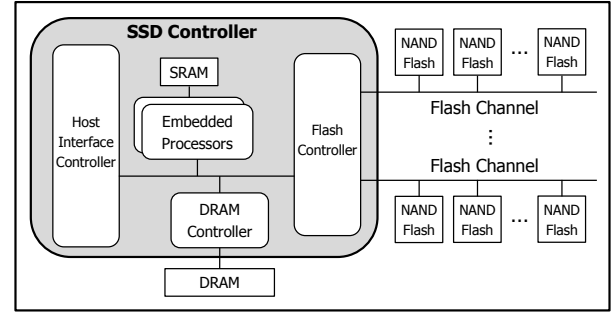 SSD Controller
Host
Interface
Controller
SRAM
Embedded
Processors
DRAM
Controller
DRAM
Flash
Controller
NAND
Flash
NAND
Flash
...
NAND
Flash
Flash Channel
⋮
Flash Channel
NAND
Flash
NAND
Flash
...
NAND
Flash